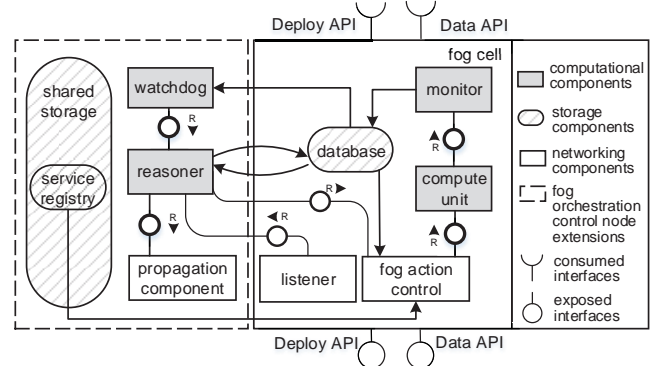 Deploy API
Data API
fog cell
shared
storage
service
registry
watchdog
R
reasoner
R
propagation
component
database
R
R
listener
monitor
R
compute
unit
R
fog action
control
computational
components
storage
components
networking
components
fog
orchestration
control node
extensions
consumed
interfaces
exposed
interfaces
Deploy API
Data API